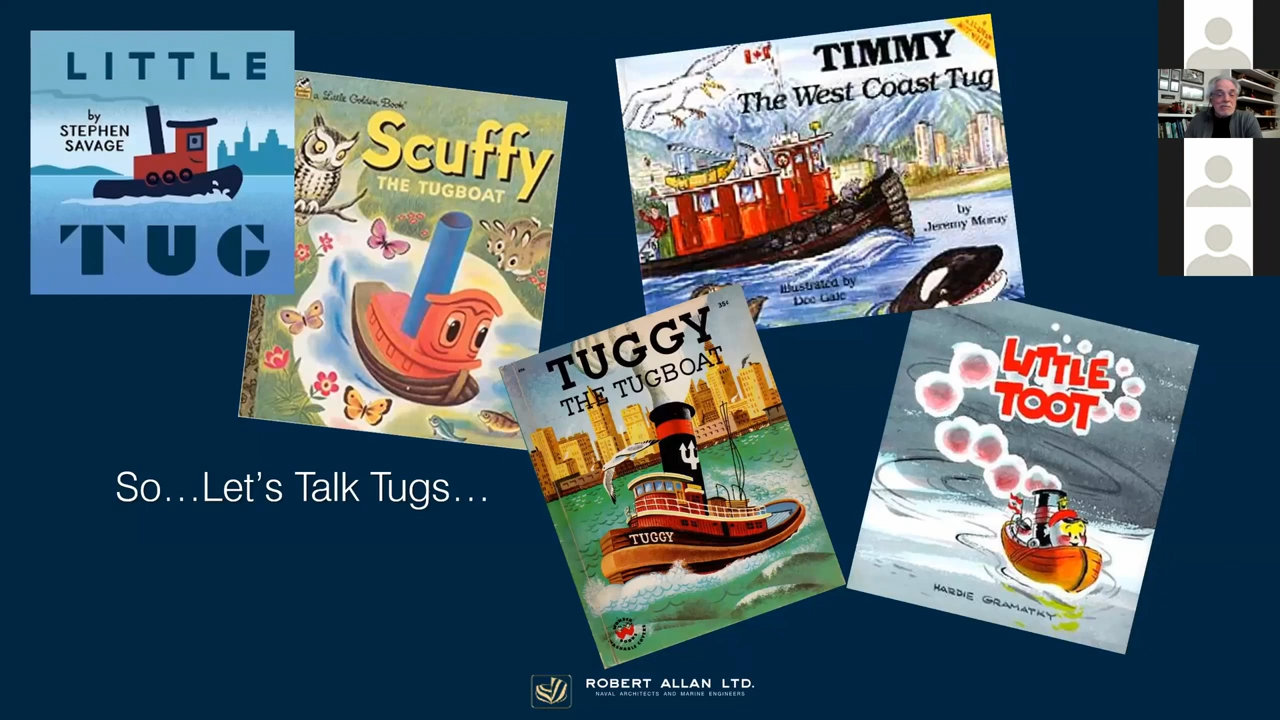 LITTLE
by
STEPHEN
SAVAGE
TUG
a Little Golden Book
Scuffy
THE TUGBOAT
TIMMY
The West Coast Tug
by
Jeremy Moray
Illustrated by
Dee Gale
TUGGY
THE TUGBOAT
35¢
TUGGY
LITTLE
TOOT
HARDIE GRAMATKY
So...Let's Talk Tugs...
ROBERT ALLAN LTD.
NAVAL ARCHITECTS AND MARINE ENGINEERS